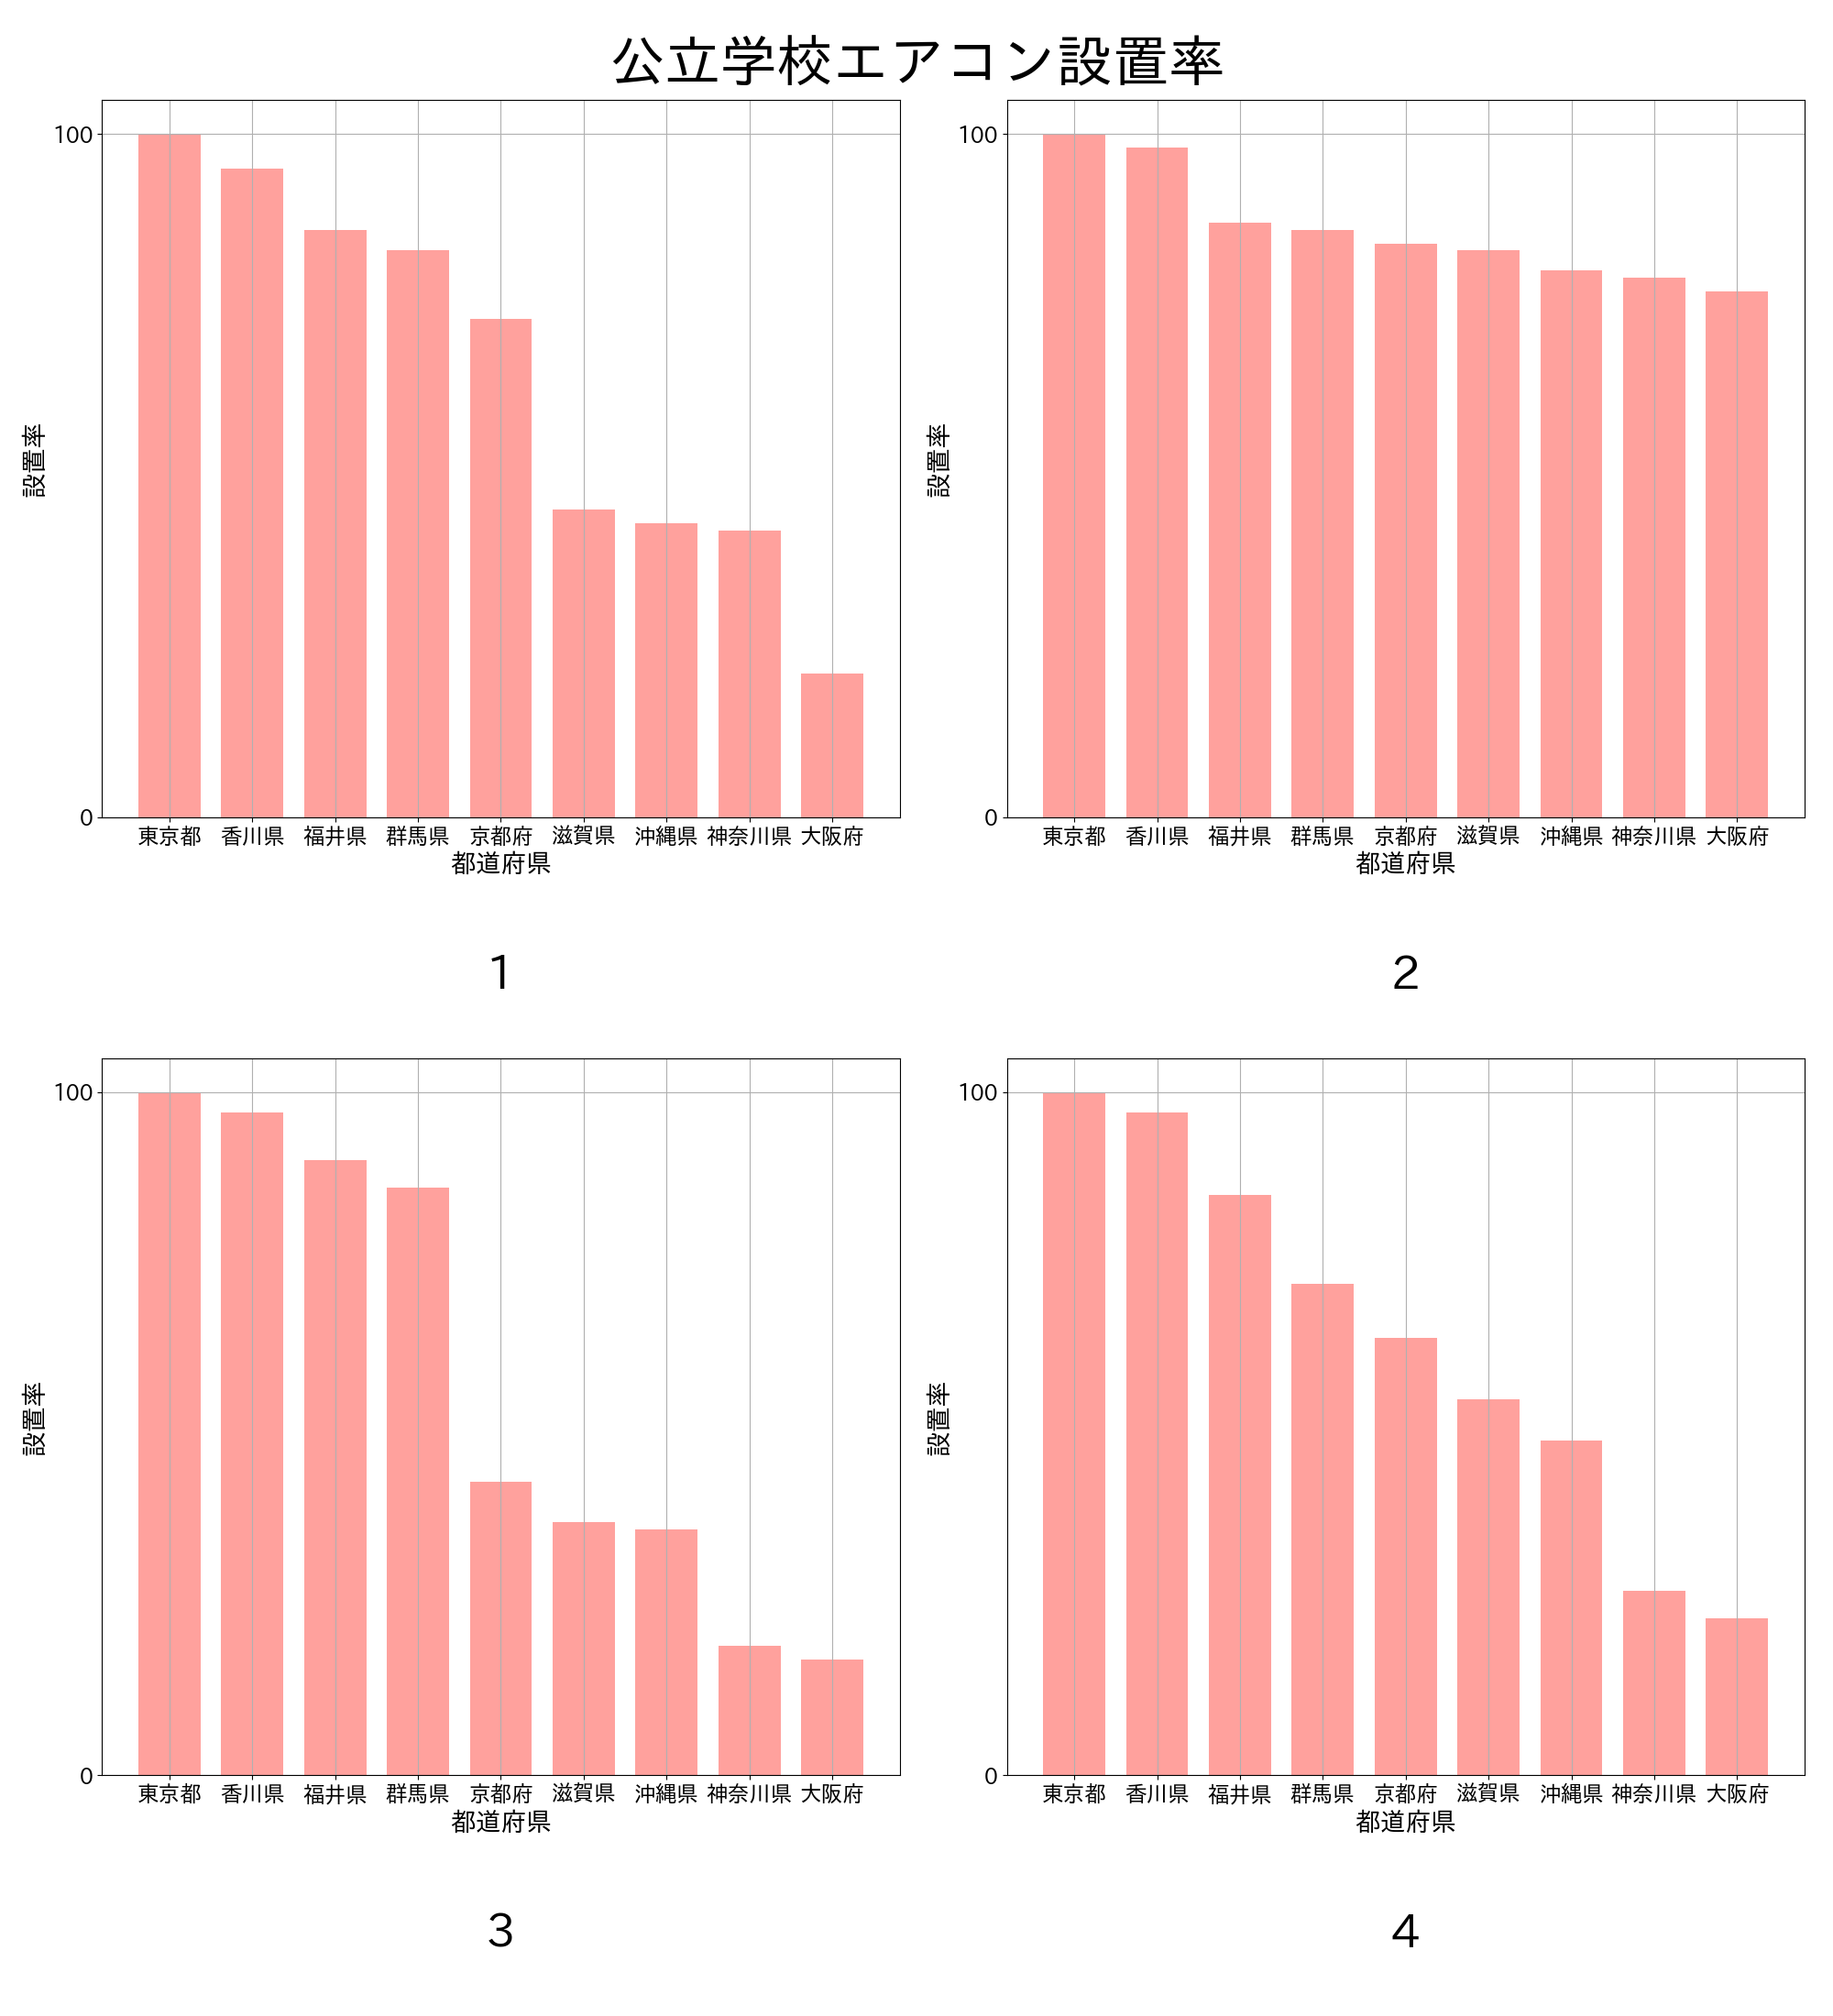 公立学校エアコン設置率
100
0
設置率
東京都 香川県 福井県 群馬県 京都府 滋賀県 沖縄県 神奈川県 大阪府
都道府県
1
100
0
設置率
東京都 香川県 福井県 群馬県 京都府 滋賀県 沖縄県 神奈川県 大阪府
都道府県
2
100
0
設置率
東京都 香川県 福井県 群馬県 京都府 滋賀県 沖縄県 神奈川県 大阪府
都道府県
3
100
0
設置率
東京都 香川県 福井県 群馬県 京都府 滋賀県 沖縄県 神奈川県 大阪府
都道府県
4